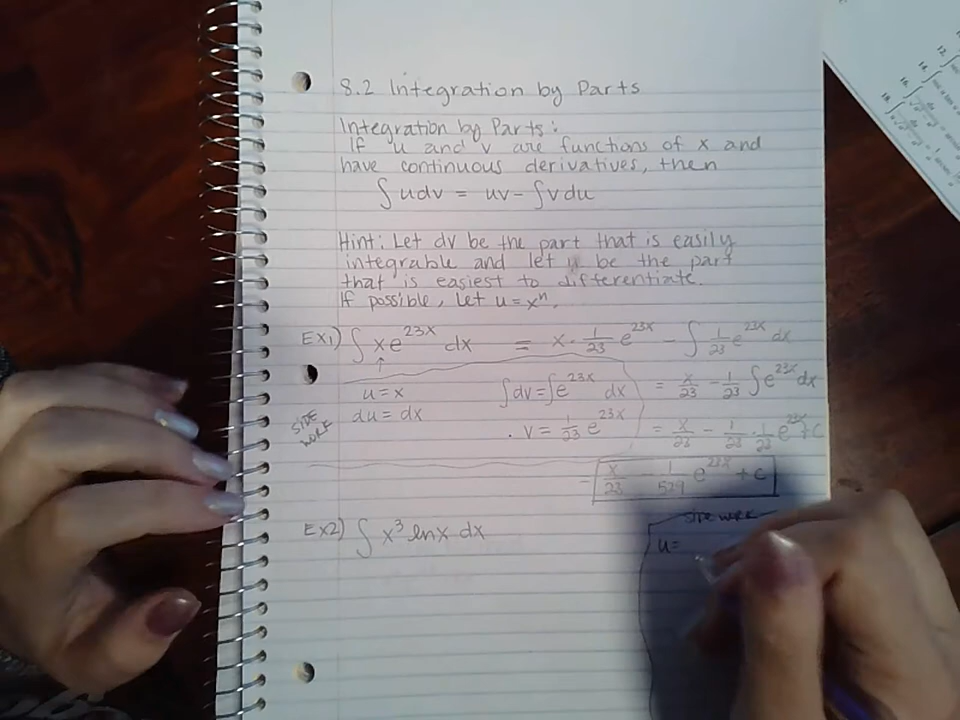 8.2 Integration by Parts
Integration by Parts:
If u and v are functions of x and
have continuous derivatives, then
∫udv = uv-∫vdu
Hint: Let dv be the part that is easily
integrable and let u be the part
that is easiest to differentiate.
If possible, let u=xⁿ.
Ex1) ∫xe^{23x} dx = x·1/23 e^{23x} - ∫1/23 e^{23x} dx
↑
u=x ∫dv=∫e^{23x} dx = x/23 - 1/23 ∫e^{23x}dx
SIDE WORK du=dx
v= 1/23 e^{23x} = x/23 - 1/23·1/23 e^{23x}+C
= x/23 - 1/529 e^{23x} + C
SIDE WORK
Ex2) ∫x³lnx dx u=